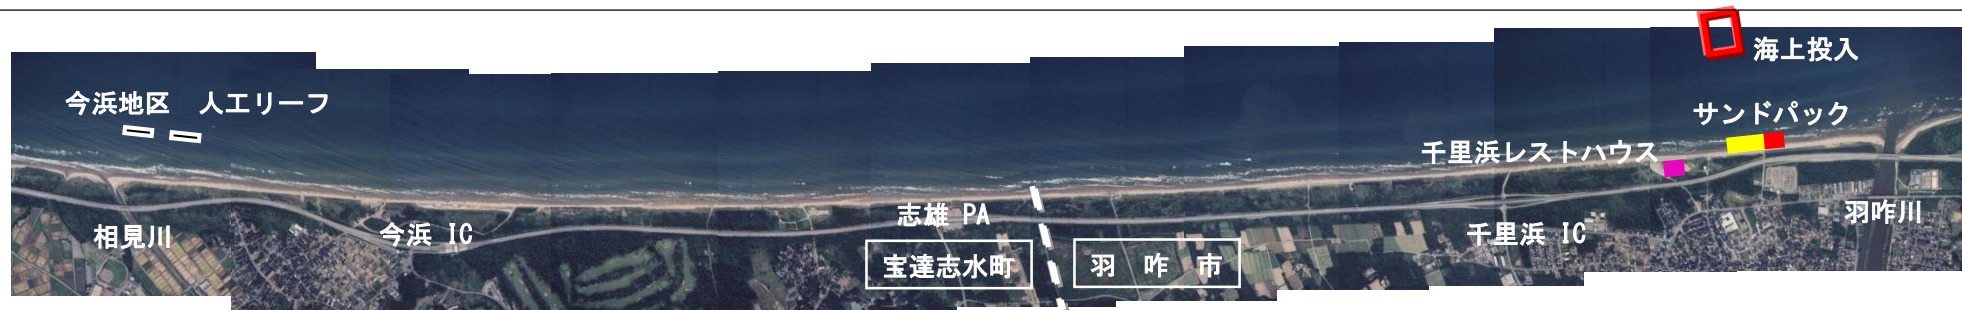 海上投入
今浜地区　人工リーフ
サンドパック
千里浜レストハウス
志雄 PA
羽咋川
相見川
今浜 IC
千里浜 IC
宝達志水町
羽　咋　市